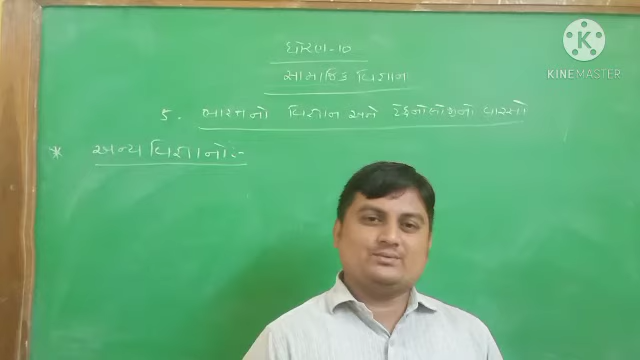 ધોરણ-10
સામાજિક વિજ્ઞાન
5. ભારતનો વિજ્ઞાન અને ટેકનોલોજીનો વારસો
* અન્ય વિજ્ઞાનો:-
K
KINEMASTER